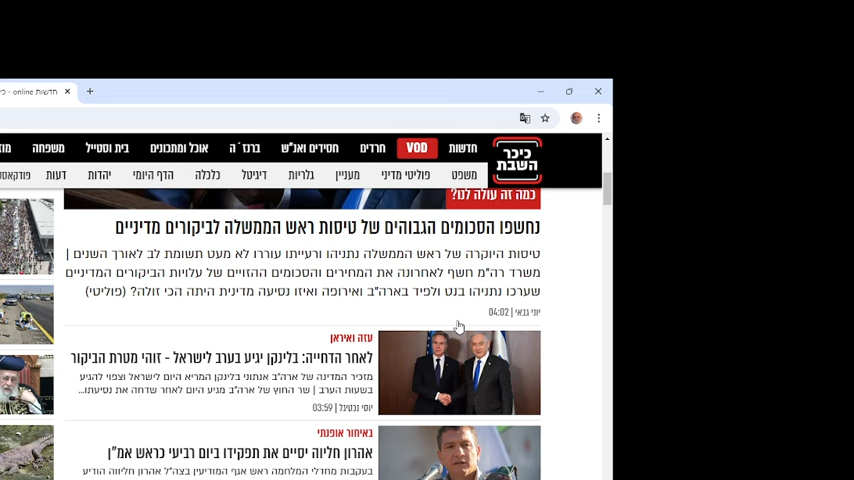 חדשות online - כי
חדשות
VOD
חרדים
חסידים ואנ"ש
ברנז´ה
אוכל ומתכונים
בית וסטייל
משפחה
מוז
כיכר
השבת
משפט
פוליטי מדיני
מעניין
גלריות
דיגיטל
כלכלה
הדף היומי
יהדות
דעות
פודקאסט
כמה זה עולה לנו?
נחשפו הסכומים הגבוהים של טיסות ראש הממשלה לביקורים מדיניים
טיסות היוקרה של ראש הממשלה נתניהו ורעייתו עוררו לא מעט תשומת לב לאורך השנים |
משרד רה"מ חשף לאחרונה את המחירים והסכומים ההזויים של עלויות הביקורים המדיניים
שערכו נתניהו בנט ולפיד בארה"ב ואירופה ואיזו נסיעה מדינית היתה הכי זולה? (פוליטי)
יוני גבאי | 04:02
עזה ואיראן
לאחר הדחייה: בלינקן יגיע בערב לישראל - זוהי מטרת הביקור
מזכיר המדינה של ארה"ב אנתוני בלינקן המריא היום לישראל וצפוי להגיע
בשעות הערב | שר החוץ של ארה"ב מגיע היום לאחר שדחה את נסיעתו...
יוסי נכטיגל | 03:59
באיחור אופנתי
אהרון חליוה יסיים את תפקידו ביום רביעי כראש אמ"ן
בעקבות מחדלי המלחמה ראש אגף המודיעין בצה"ל אהרון חליווה הודיע